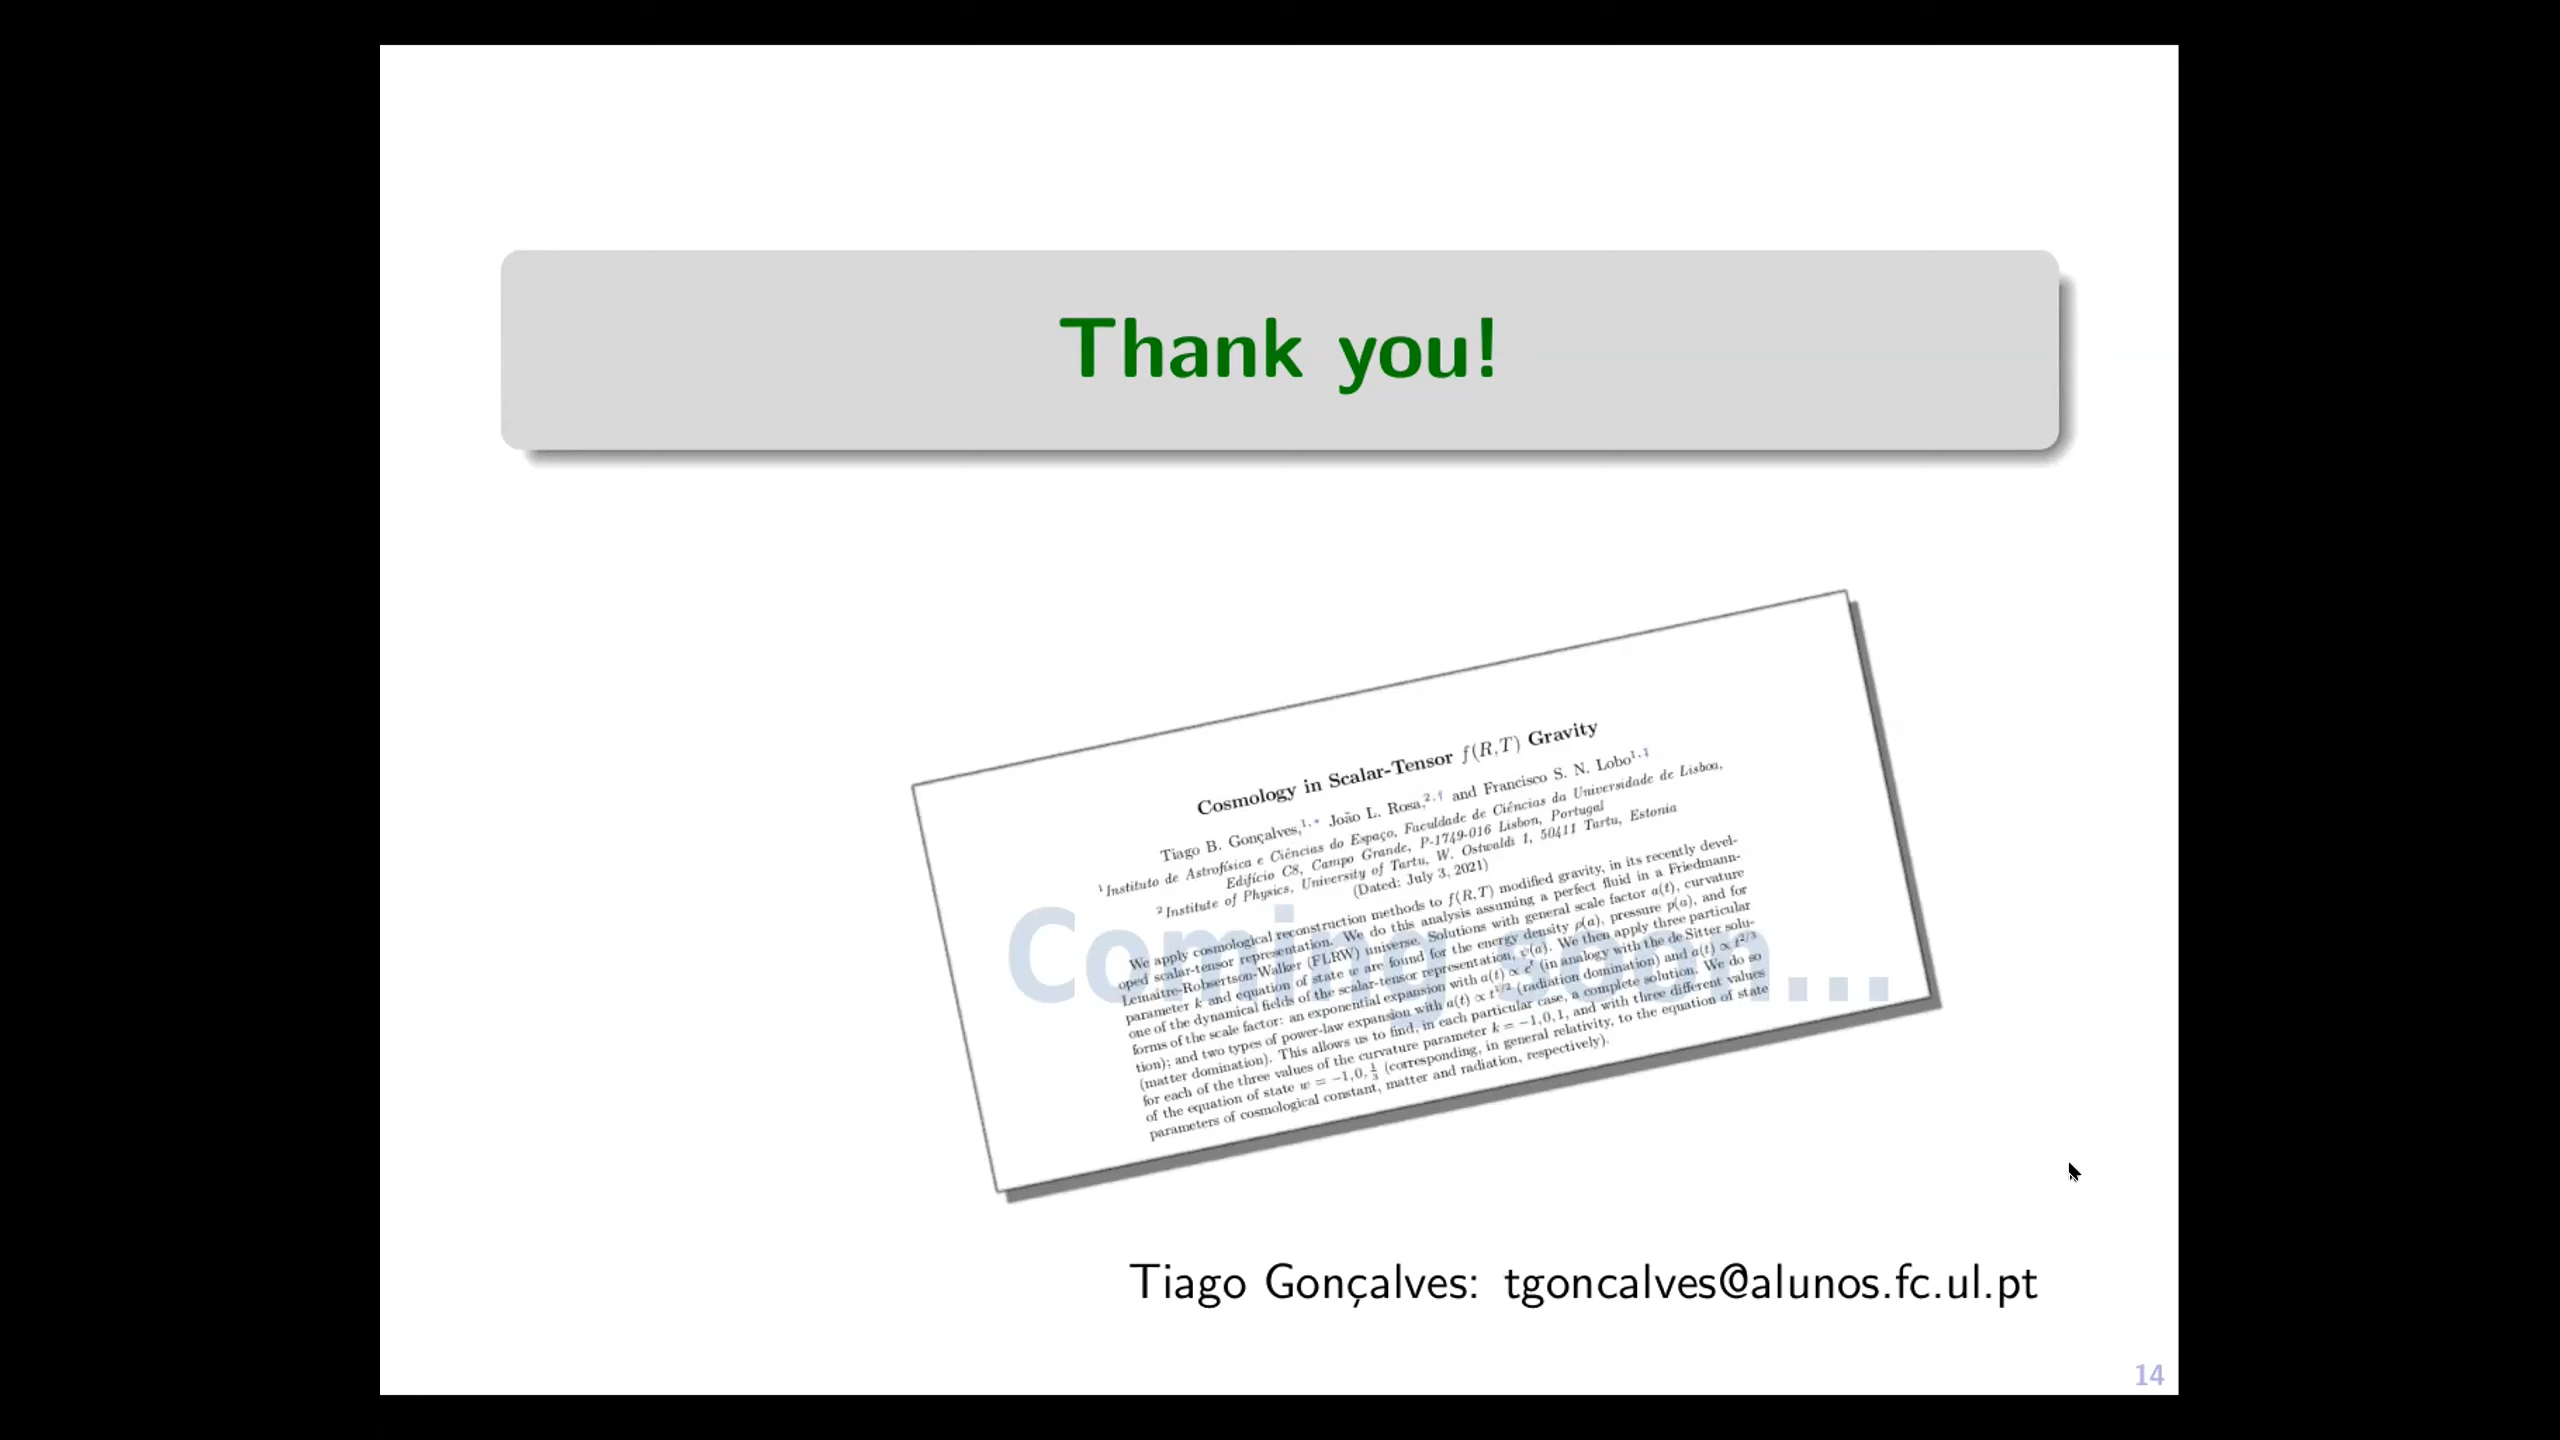 Thank you!
Cosmology in Scalar-Tensor f(R,T) Gravity
Tiago B. Gonçalves,¹,* João L. Rosa,²,† and Francisco S. N. Lobo¹,‡
¹Instituto de Astrofísica e Ciências do Espaço, Faculdade de Ciências da Universidade de Lisboa,
Edifício C8, Campo Grande, P-1749-016 Lisbon, Portugal
²Institute of Physics, University of Tartu, W. Ostwaldi 1, 50411 Tartu, Estonia
(Dated: July 3, 2021)
We apply cosmological reconstruction methods to f(R,T) modified gravity, in its recently devel-
oped scalar-tensor representation. We do this analysis assuming a perfect fluid in a Friedmann-
Lemaître-Robsertson-Walker (FLRW) universe. Solutions with general scale factor a(t), curvature
parameter k and equation of state w are found for the energy density ρ(a), pressure p(a), and for
one of the dynamical fields of the scalar-tensor representation, ψ(a). We then apply three particular
forms of the scale factor: an exponential expansion with a(t) ∝ eᵗ (in analogy with the de Sitter solu-
tion); and two types of power-law expansion with a(t) ∝ t^{1/2} (radiation domination) and a(t) ∝ t^{2/3}
(matter domination). This allows us to find, in each particular case, a complete solution. We do so
for each of the three values of the curvature parameter k = −1,0,1, and with three different values
of the equation of state w = −1,0,1/3 (corresponding, in general relativity, to the equation of state
parameters of cosmological constant, matter and radiation, respectively).
Coming soon...
Tiago Gonçalves: tgoncalves@alunos.fc.ul.pt
14